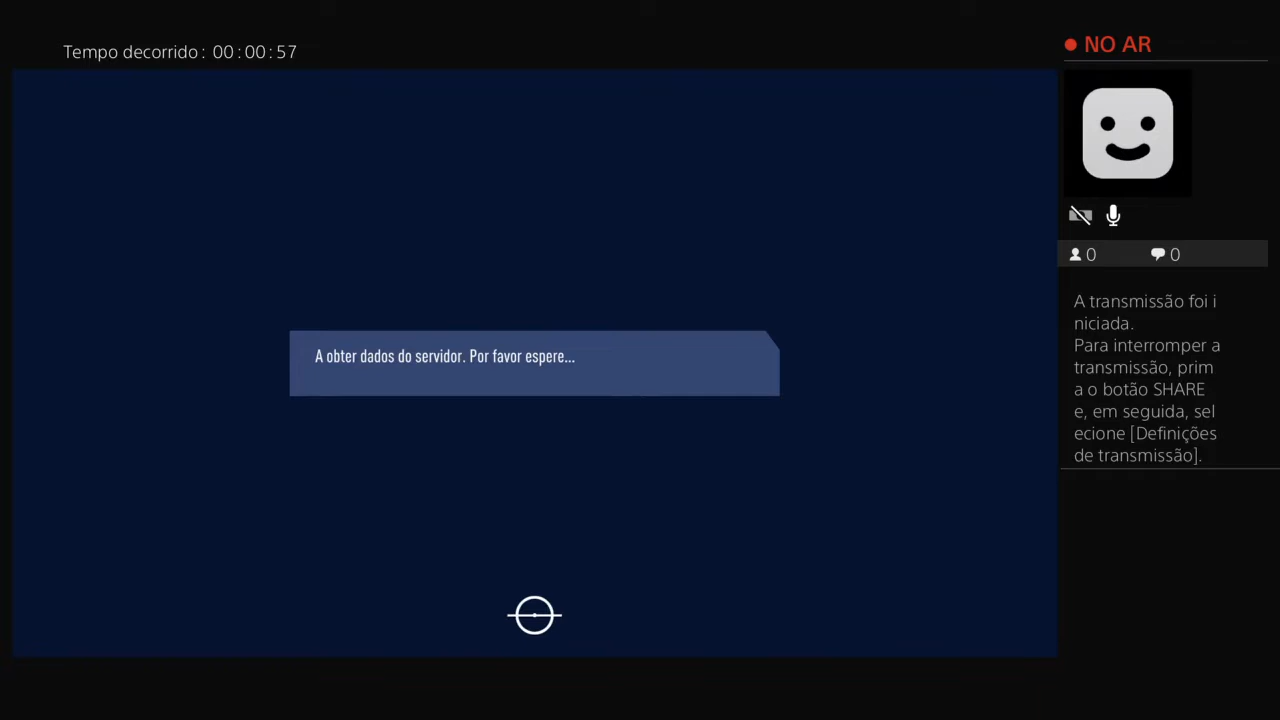 Tempo decorrido: 00:00:57
NO AR
A obter dados do servidor. Por favor espere...
0
0
A transmissão foi i
niciada.
Para interromper a
transmissão, prim
a o botão SHARE
e, em seguida, sel
ecione [Definições
de transmissão].